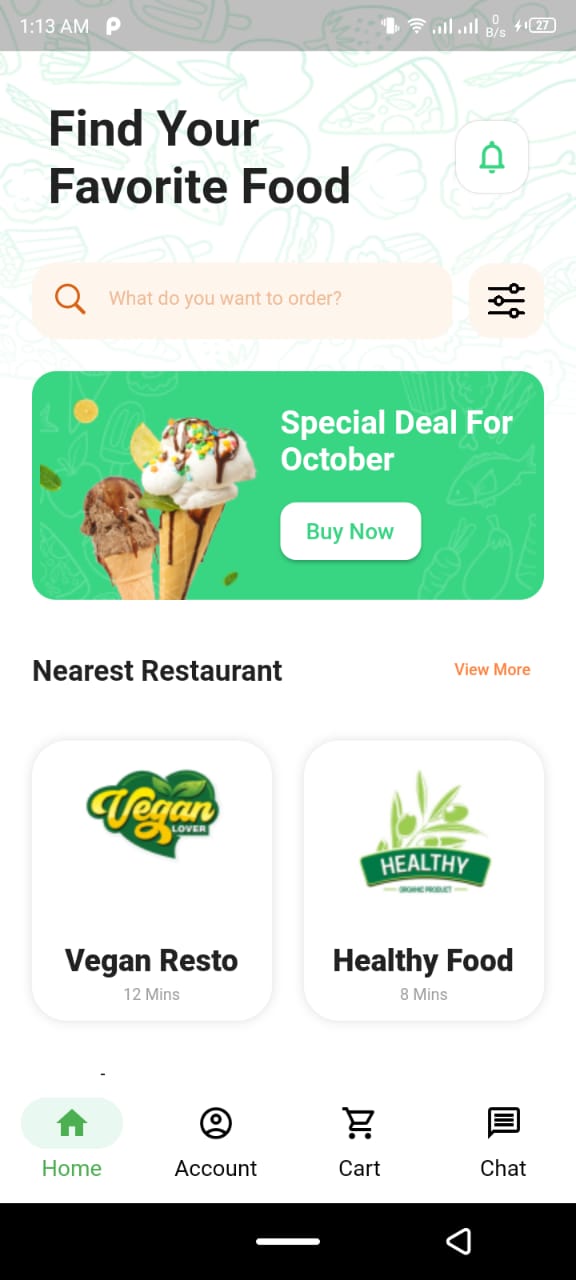 1:13 AM
0
B/s
27
Find Your
Favorite Food
What do you want to order?
Special Deal For
October
Buy Now
Nearest Restaurant
View More
Vegan
LOVER
HEALTHY
ORGANIC PRODUCT
Vegan Resto
Healthy Food
12 Mins
8 Mins
Home
Account
Cart
Chat